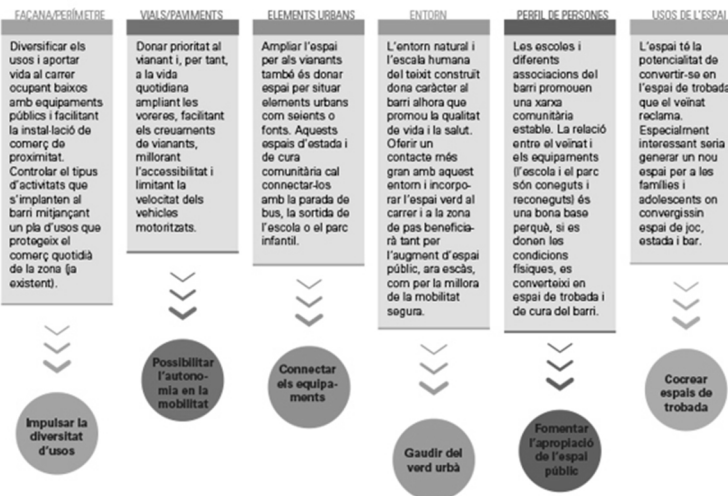 FAÇANA/PERÍMETRE
Diversificar els
usos i aportar
vida al carrer
ocupant baixos
amb equipaments
públics i facilitant
la instal·lació de
comerç de
proximitat.
Controlar el tipus
d'activitats que
s'implanten al
barri mitjançant
un pla d'usos que
protegeix el
comerç quotidià
de la zona (ja
existent).
Impulsar la
diversitat
d'usos
VIALS/PAVIMENTS
Donar prioritat al
vianant i, per tant,
a la vida
quotidiana
ampliant les
voreres, facilitant
els creuaments
de vianants,
millorant
l'accessibilitat i
limitant la
velocitat dels
vehicles
motoritzats.
Possibilitar
l'autono-
mia en la
mobilitat
ELEMENTS URBANS
Ampliar l'espai
per als vianants
també és donar
espai per situar
elements urbans
com seients o
fonts. Aquests
espais d'estada i
de cura
comunitària cal
connectar-los
amb la parada de
bus, la sortida de
l'escola o el parc
infantil.
Connectar
els equipa-
ments
ENTORN
L'entorn natural i
l'escala humana
del teixit construït
dona caràcter al
barri alhora que
promou la qualitat
de vida i la salut.
Oferir un
contacte més
gran amb aquest
entorn i incorpo-
rar l'espai verd al
carrer i a la zona
de pas beneficia-
rà tant per
l'augment d'espai
públic, ara escàs,
com per la millora
de la mobilitat
segura.
Gaudir del
verd urbà
PERFIL DE PERSONES
Les escoles i
diferents
associacions del
barri promouen
una xarxa
comunitària
estable. La relació
entre el veïnat i
els equipaments
(l'escola i el parc
són coneguts i
reconeguts) és
una bona base
perquè, si es
donen les
condicions
físiques, es
converteixi en
espai de trobada i
de cura del barri.
Fomentar
l'apropiació
de l'espai
públic
USOS DE L'ESPAI
L'espai té la
potencialitat de
convertir-se en
l'espai de trobada
que el veïnat
reclama.
Especialment
interessant seria
generar un nou
espai per a les
famílies i
adolescents on
convergissin
espai de joc,
estada i bar.
Cocrear
espais de
trobada